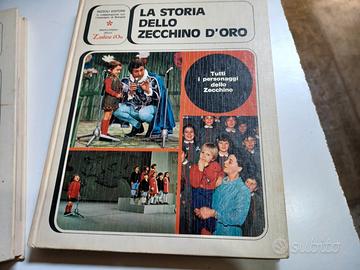 RIZZOLI EDITORE
LA STORIA
DELLO
ZECCHINO D'ORO
Zecchino d'Oro
Tutti
i personaggi
dello
Zecchino
subito